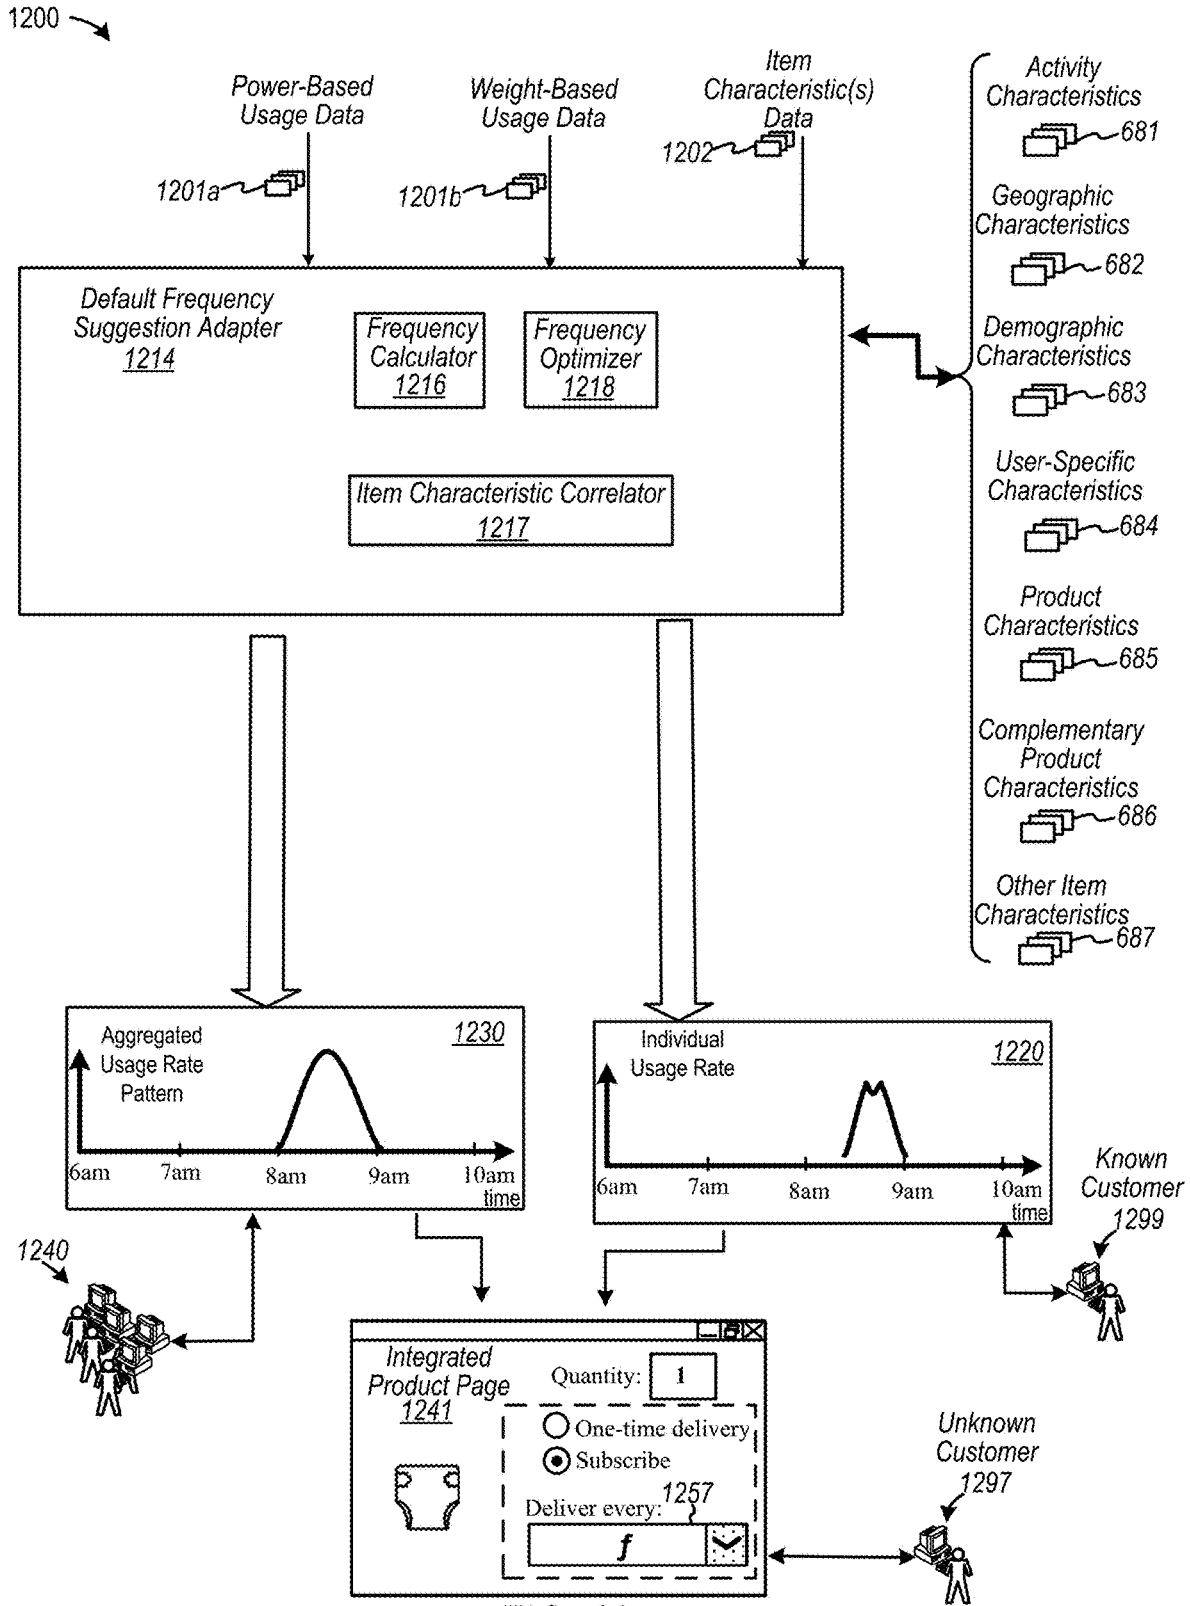 1200
Power-Based
Usage Data
1201a
Weight-Based
Usage Data
1201b
Item
Characteristic(s)
Data
1202
Activity
Characteristics
681
Geographic
Characteristics
682
Demographic
Characteristics
683
User-Specific
Characteristics
684
Product
Characteristics
685
Complementary
Product
Characteristics
686
Other Item
Characteristics
687
Default Frequency
Suggestion Adapter
1214
Frequency
Calculator
1216
Frequency
Optimizer
1218
Item Characteristic Correlator
1217
Aggregated
Usage Rate
Pattern
1230
6am 7am 8am 9am 10am
time
Individual
Usage Rate
1220
6am 7am 8am 9am 10am
time
Known
Customer
1299
1240
Integrated
Product Page
1241
Quantity: 1
One-time delivery
Subscribe
Deliver every:
1257
f
Unknown
Customer
1297